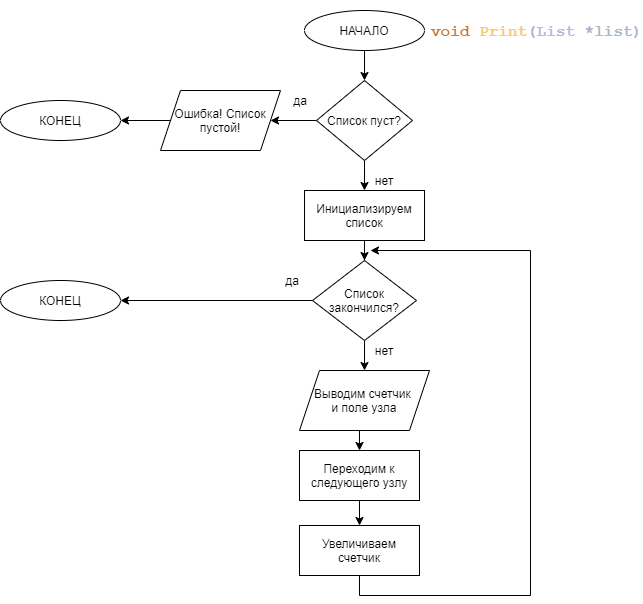 НАЧАЛО
void Print(List *list)
да
Список пуст?
Ошибка! Список
пустой!
КОНЕЦ
нет
Инициализируем
список
да
Список
закончился?
КОНЕЦ
нет
Выводим счетчик
и поле узла
Переходим к
следующего узлу
Увеличиваем
счетчик